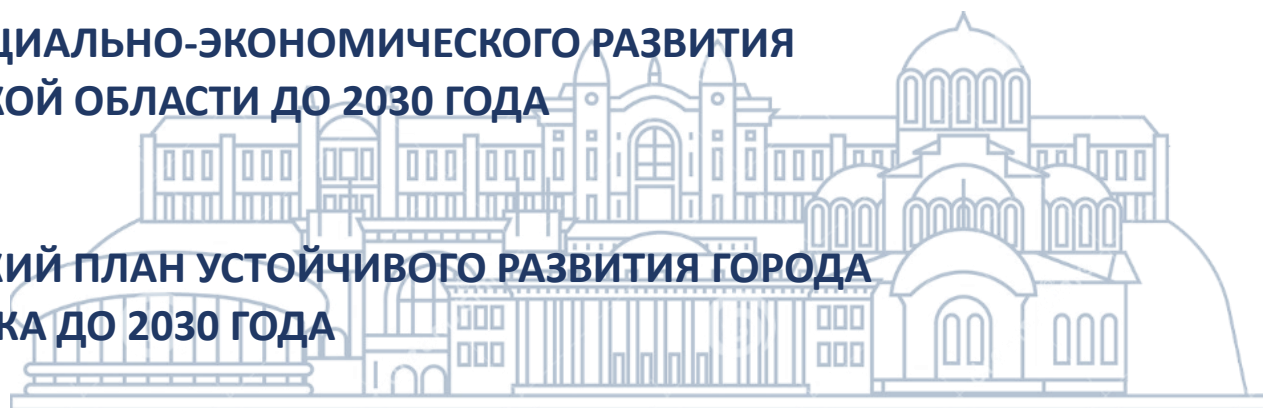 ЦИАЛЬНО-ЭКОНОМИЧЕСКОГО РАЗВИТИЯ
КОЙ ОБЛАСТИ ДО 2030 ГОДА
КИЙ ПЛАН УСТОЙЧИВОГО РАЗВИТИЯ ГОРОДА
КА ДО 2030 ГОДА